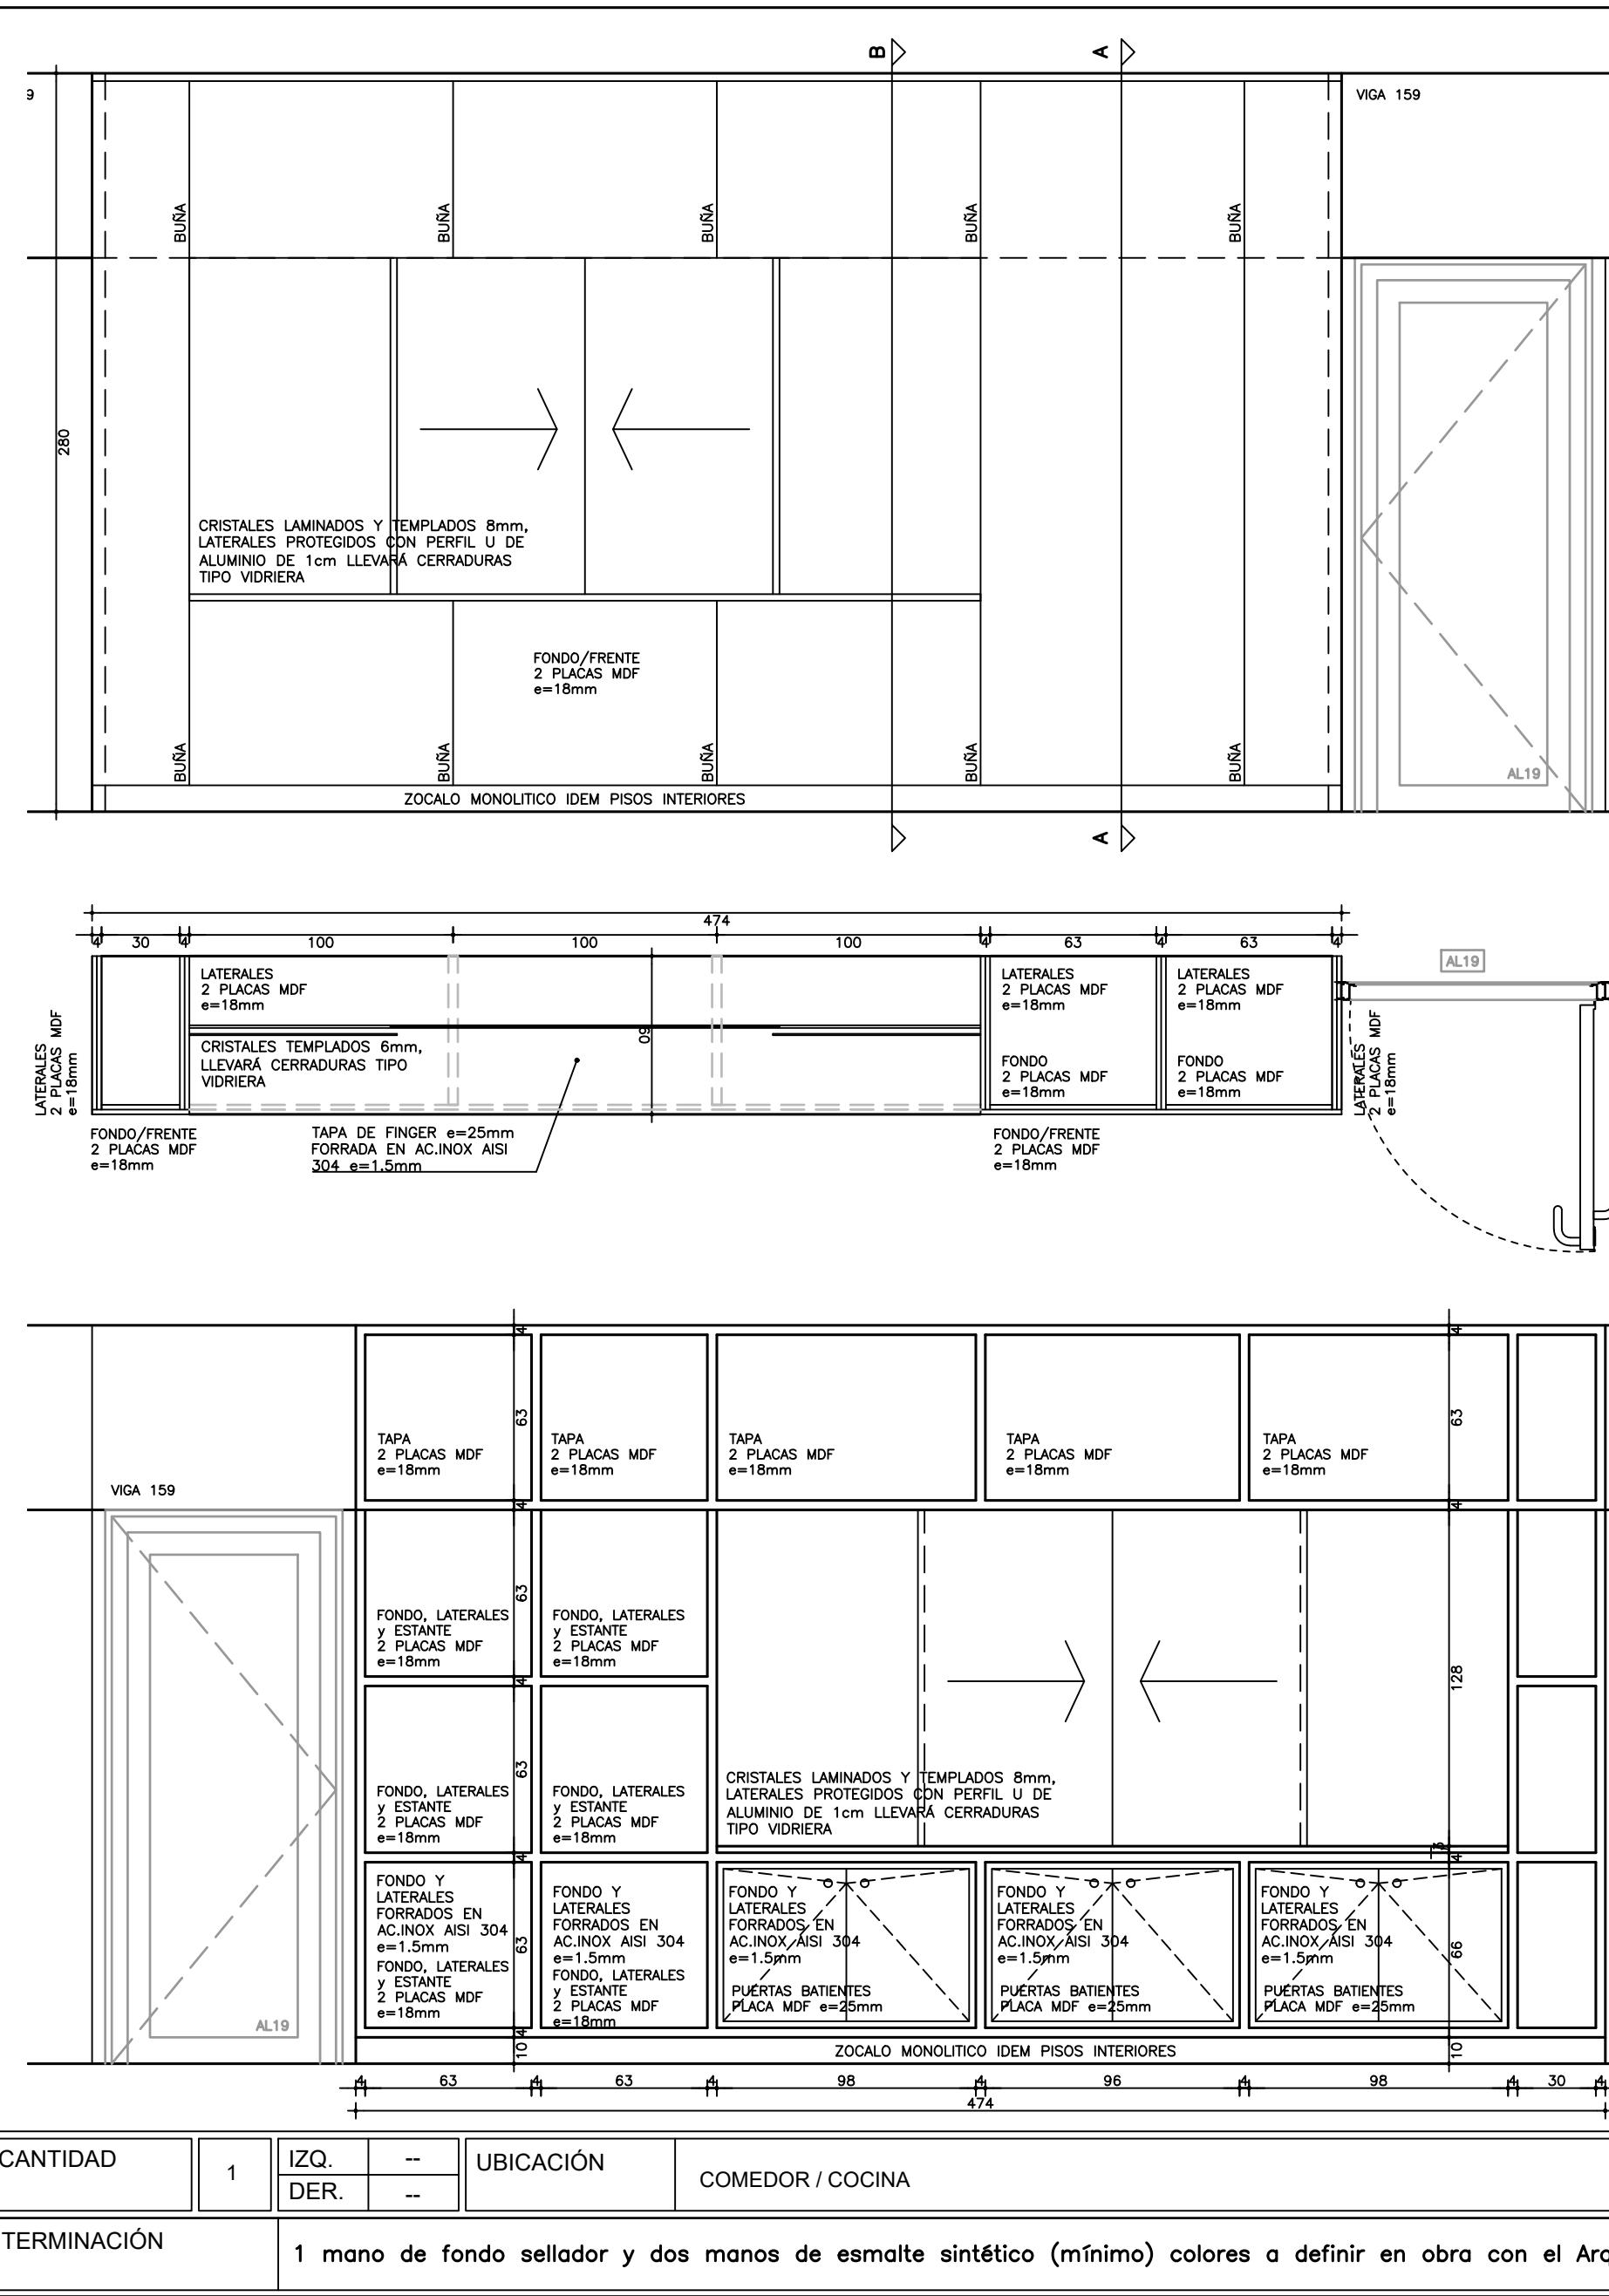 B
A
9
VIGA 159
BUÑA
BUÑA
BUÑA
BUÑA
BUÑA
280
CRISTALES LAMINADOS Y TEMPLADOS 8mm,
LATERALES PROTEGIDOS CON PERFIL U DE
ALUMINIO DE 1cm LLEVARÁ CERRADURAS
TIPO VIDRIERA
FONDO/FRENTE
2 PLACAS MDF
e=18mm
BUÑA
BUÑA
BUÑA
BUÑA
BUÑA
AL19
ZOCALO MONOLITICO IDEM PISOS INTERIORES
A
474
4
30
4
100
100
100
4
63
4
63
4
AL19
LATERALES
2 PLACAS MDF
e=18mm
LATERALES
2 PLACAS MDF
e=18mm
LATERALES
2 PLACAS MDF
e=18mm
LATERALES
2 PLACAS MDF
e=18mm
60
CRISTALES TEMPLADOS 6mm,
LLEVARÁ CERRADURAS TIPO
VIDRIERA
FONDO
2 PLACAS MDF
e=18mm
FONDO
2 PLACAS MDF
e=18mm
LATERALES
2 PLACAS MDF
e=18mm
FONDO/FRENTE
2 PLACAS MDF
e=18mm
TAPA DE FINGER e=25mm
FORRADA EN AC.INOX AISI
304 e=1.5mm
FONDO/FRENTE
2 PLACAS MDF
e=18mm
4
4
63
63
TAPA
2 PLACAS MDF
e=18mm
TAPA
2 PLACAS MDF
e=18mm
TAPA
2 PLACAS MDF
e=18mm
TAPA
2 PLACAS MDF
e=18mm
TAPA
2 PLACAS MDF
e=18mm
VIGA 159
4
4
63
FONDO, LATERALES
y ESTANTE
2 PLACAS MDF
e=18mm
FONDO, LATERALES
y ESTANTE
2 PLACAS MDF
e=18mm
4
128
63
FONDO, LATERALES
y ESTANTE
2 PLACAS MDF
e=18mm
FONDO, LATERALES
y ESTANTE
2 PLACAS MDF
e=18mm
CRISTALES LAMINADOS Y TEMPLADOS 8mm,
LATERALES PROTEGIDOS CON PERFIL U DE
ALUMINIO DE 1cm LLEVARÁ CERRADURAS
TIPO VIDRIERA
4
3
4
FONDO Y
LATERALES
FORRADOS EN
AC.INOX AISI 304
e=1.5mm
FONDO, LATERALES
y ESTANTE
2 PLACAS MDF
e=18mm
63
FONDO Y
LATERALES
FORRADOS EN
AC.INOX AISI 304
e=1.5mm
FONDO, LATERALES
y ESTANTE
2 PLACAS MDF
e=18mm
FONDO Y
LATERALES
FORRADOS EN
AC.INOX AISI 304
e=1.5mm
PUERTAS BATIENTES
PLACA MDF e=25mm
FONDO Y
LATERALES
FORRADOS EN
AC.INOX AISI 304
e=1.5mm
PUERTAS BATIENTES
PLACA MDF e=25mm
FONDO Y
LATERALES
FORRADOS EN
AC.INOX AISI 304
e=1.5mm
PUERTAS BATIENTES
PLACA MDF e=25mm
66
AL19
4
10
ZOCALO MONOLITICO IDEM PISOS INTERIORES
10
4
63
4
63
4
98
4
96
4
98
4
30
4
474
CANTIDAD
1
IZQ.
--
DER.
--
UBICACIÓN
COMEDOR / COCINA
TERMINACIÓN
1 mano de fondo sellador y dos manos de esmalte sintético (mínimo) colores a definir en obra con el Arq